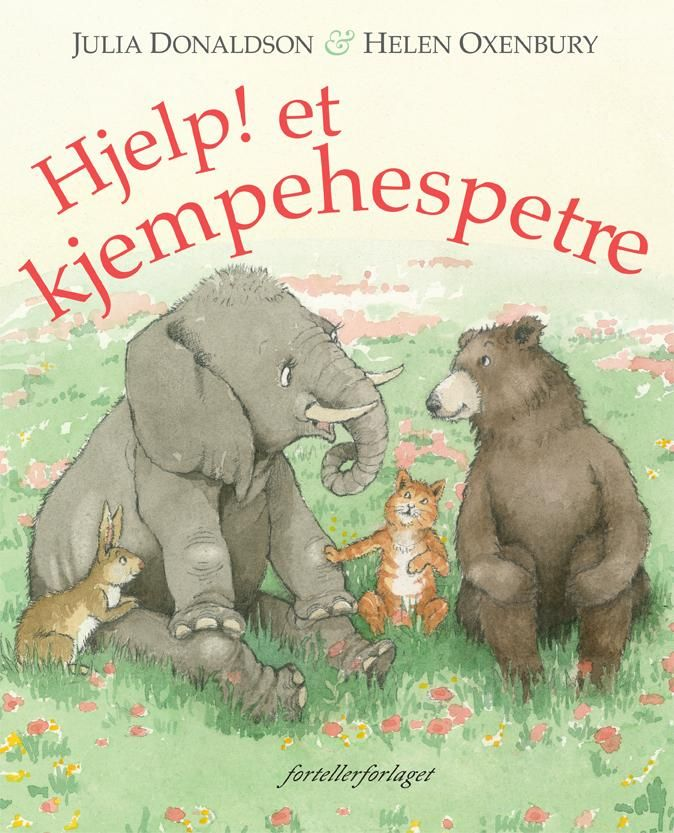 JULIA DONALDSON & HELEN OXENBURY
Hjelp! et
kjempehespetre
fortellerforlaget